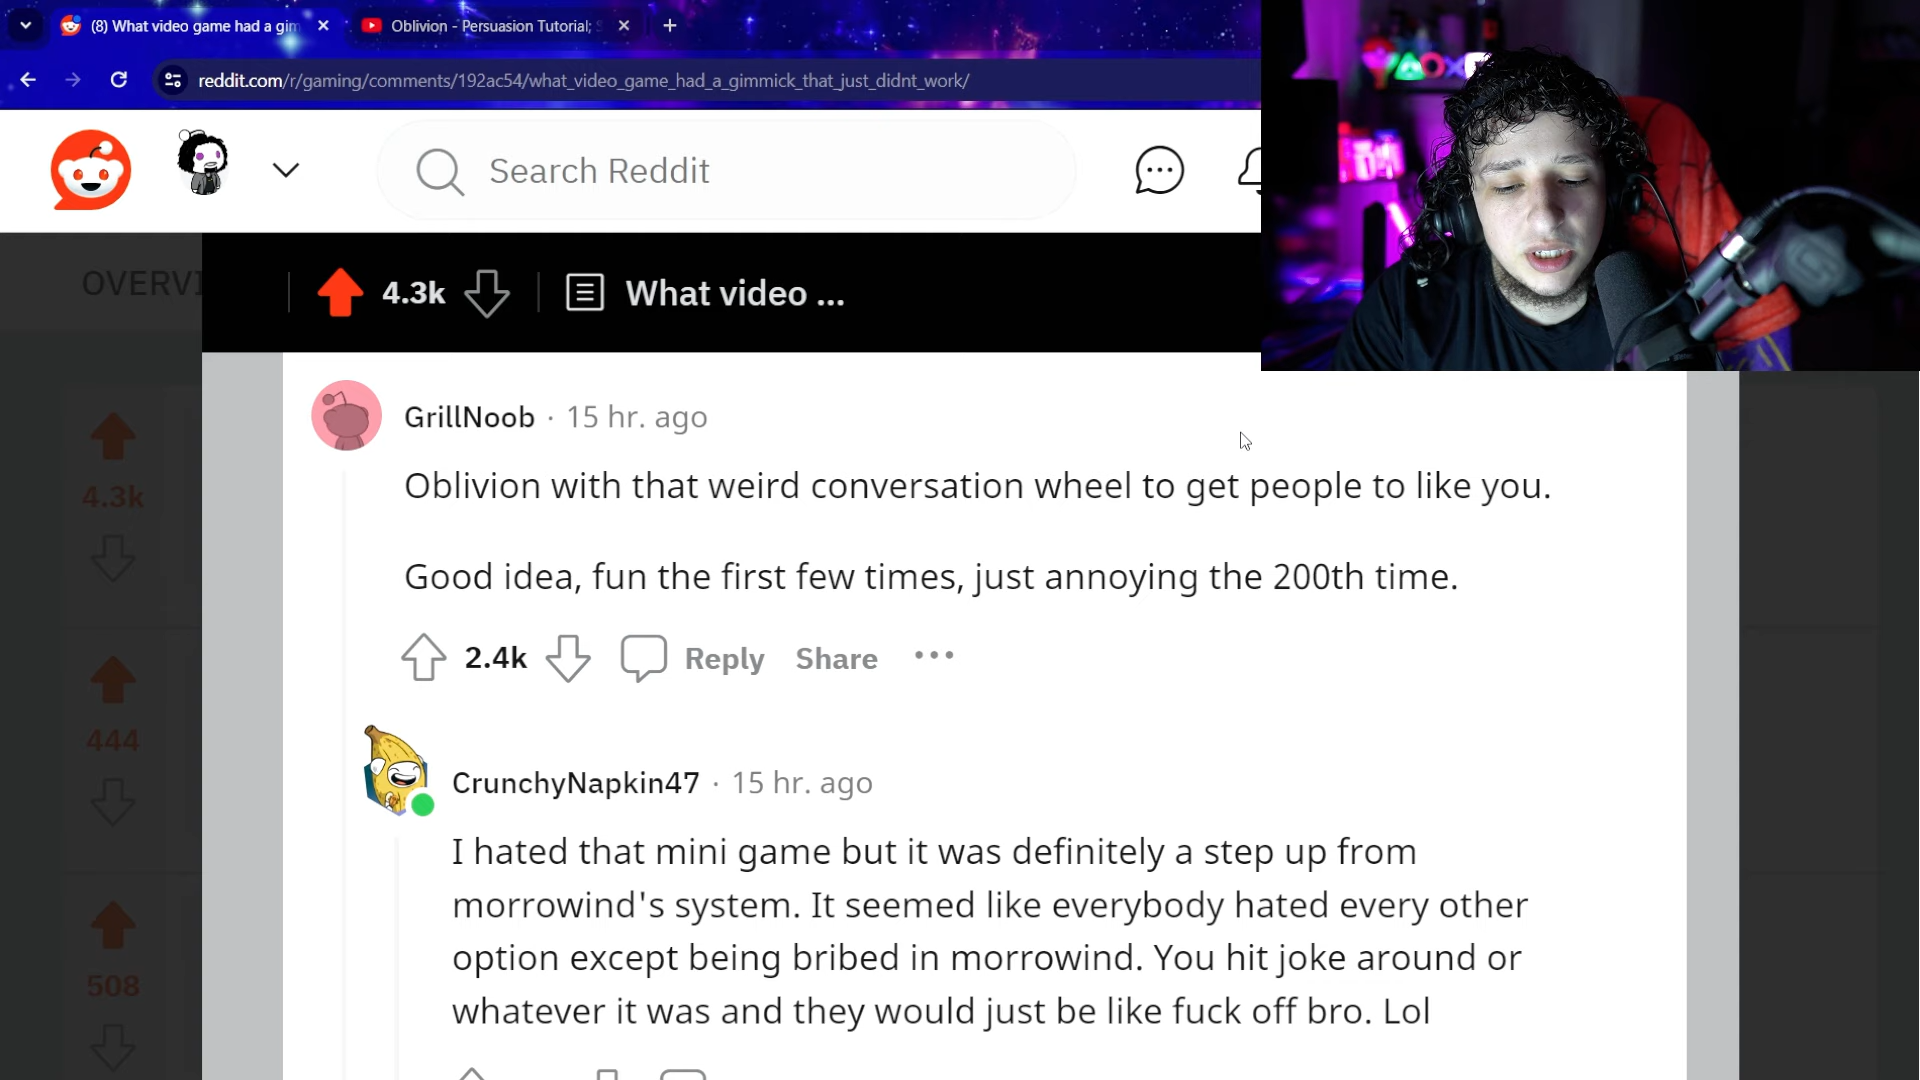 (8) What video game had a gim
Oblivion - Persuasion Tutorial;
reddit.com/r/gaming/comments/192ac54/what_video_game_had_a_gimmick_that_just_didnt_work/
Search Reddit
OVERVI
4.3k
What video ...
GrillNoob · 15 hr. ago
Oblivion with that weird conversation wheel to get people to like you.
Good idea, fun the first few times, just annoying the 200th time.
2.4k
Reply
Share
CrunchyNapkin47 · 15 hr. ago
I hated that mini game but it was definitely a step up from
morrowind's system. It seemed like everybody hated every other
option except being bribed in morrowind. You hit joke around or
whatever it was and they would just be like fuck off bro. Lol
4.3k
444
508